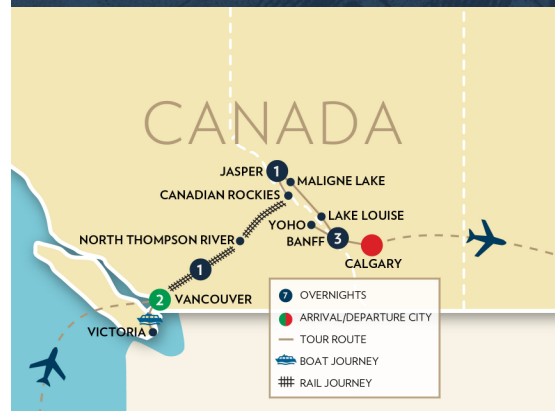 CANADA
JASPER
1
MALIGNE LAKE
CANADIAN ROCKIES
LAKE LOUISE
YOHO
BANFF
3
NORTH THOMPSON RIVER
CALGARY
1
2
VANCOUVER
VICTORIA
7 OVERNIGHTS
ARRIVAL/DEPARTURE CITY
TOUR ROUTE
BOAT JOURNEY
RAIL JOURNEY